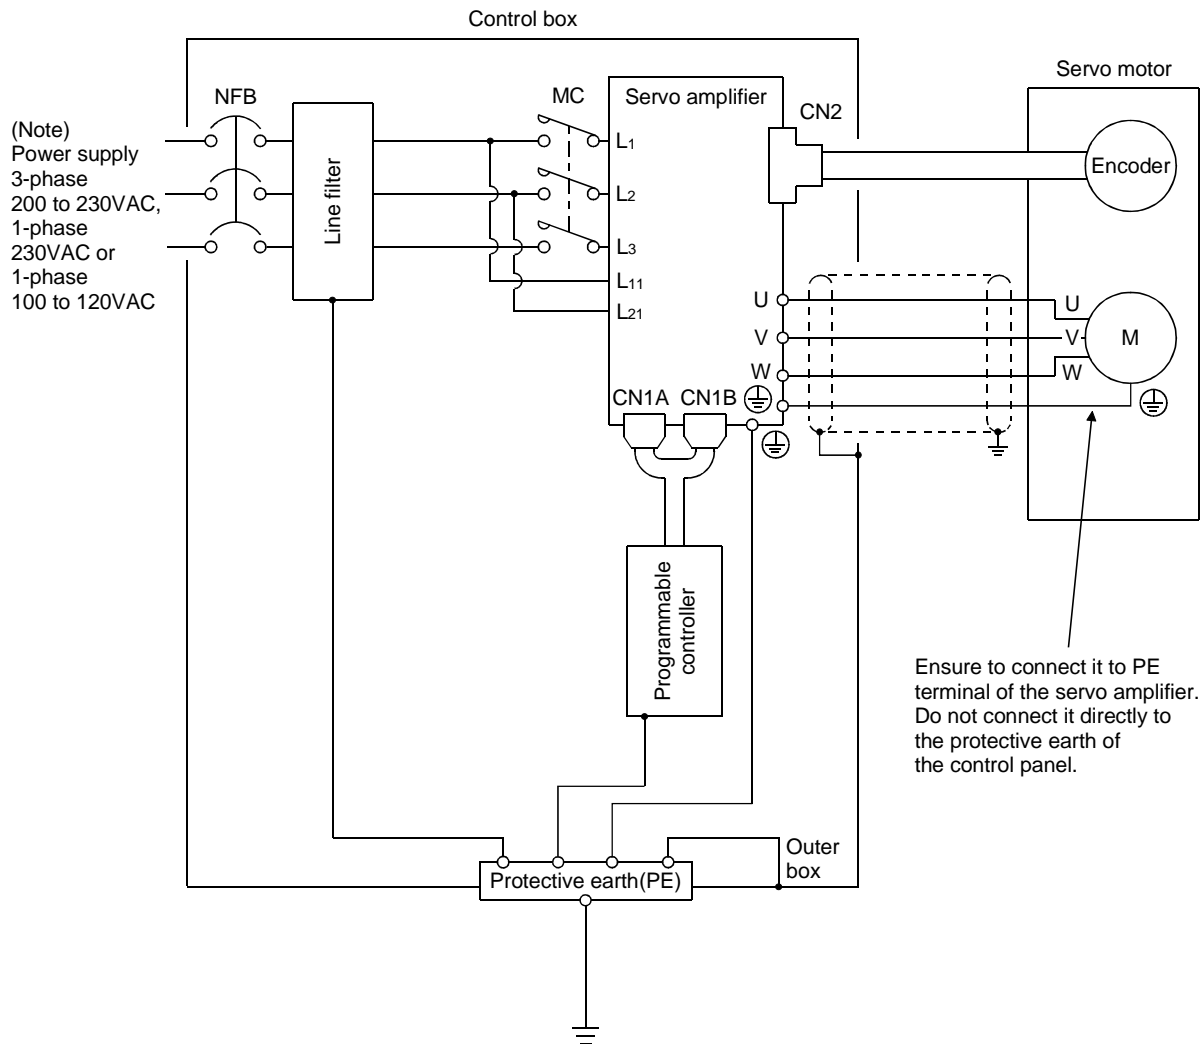 Control box
Servo motor
NFB
MC
Servo amplifier
CN2
(Note)
Power supply
3-phase
200 to 230VAC,
1-phase
230VAC or
1-phase
100 to 120VAC
Line filter
L1
L2
L3
L11
L21
Encoder
U
V
W
U
V
W
M
CN1A CN1B
Programmable
controller
Ensure to connect it to PE
terminal of the servo amplifier.
Do not connect it directly to
the protective earth of
the control panel.
Outer
box
Protective earth(PE)